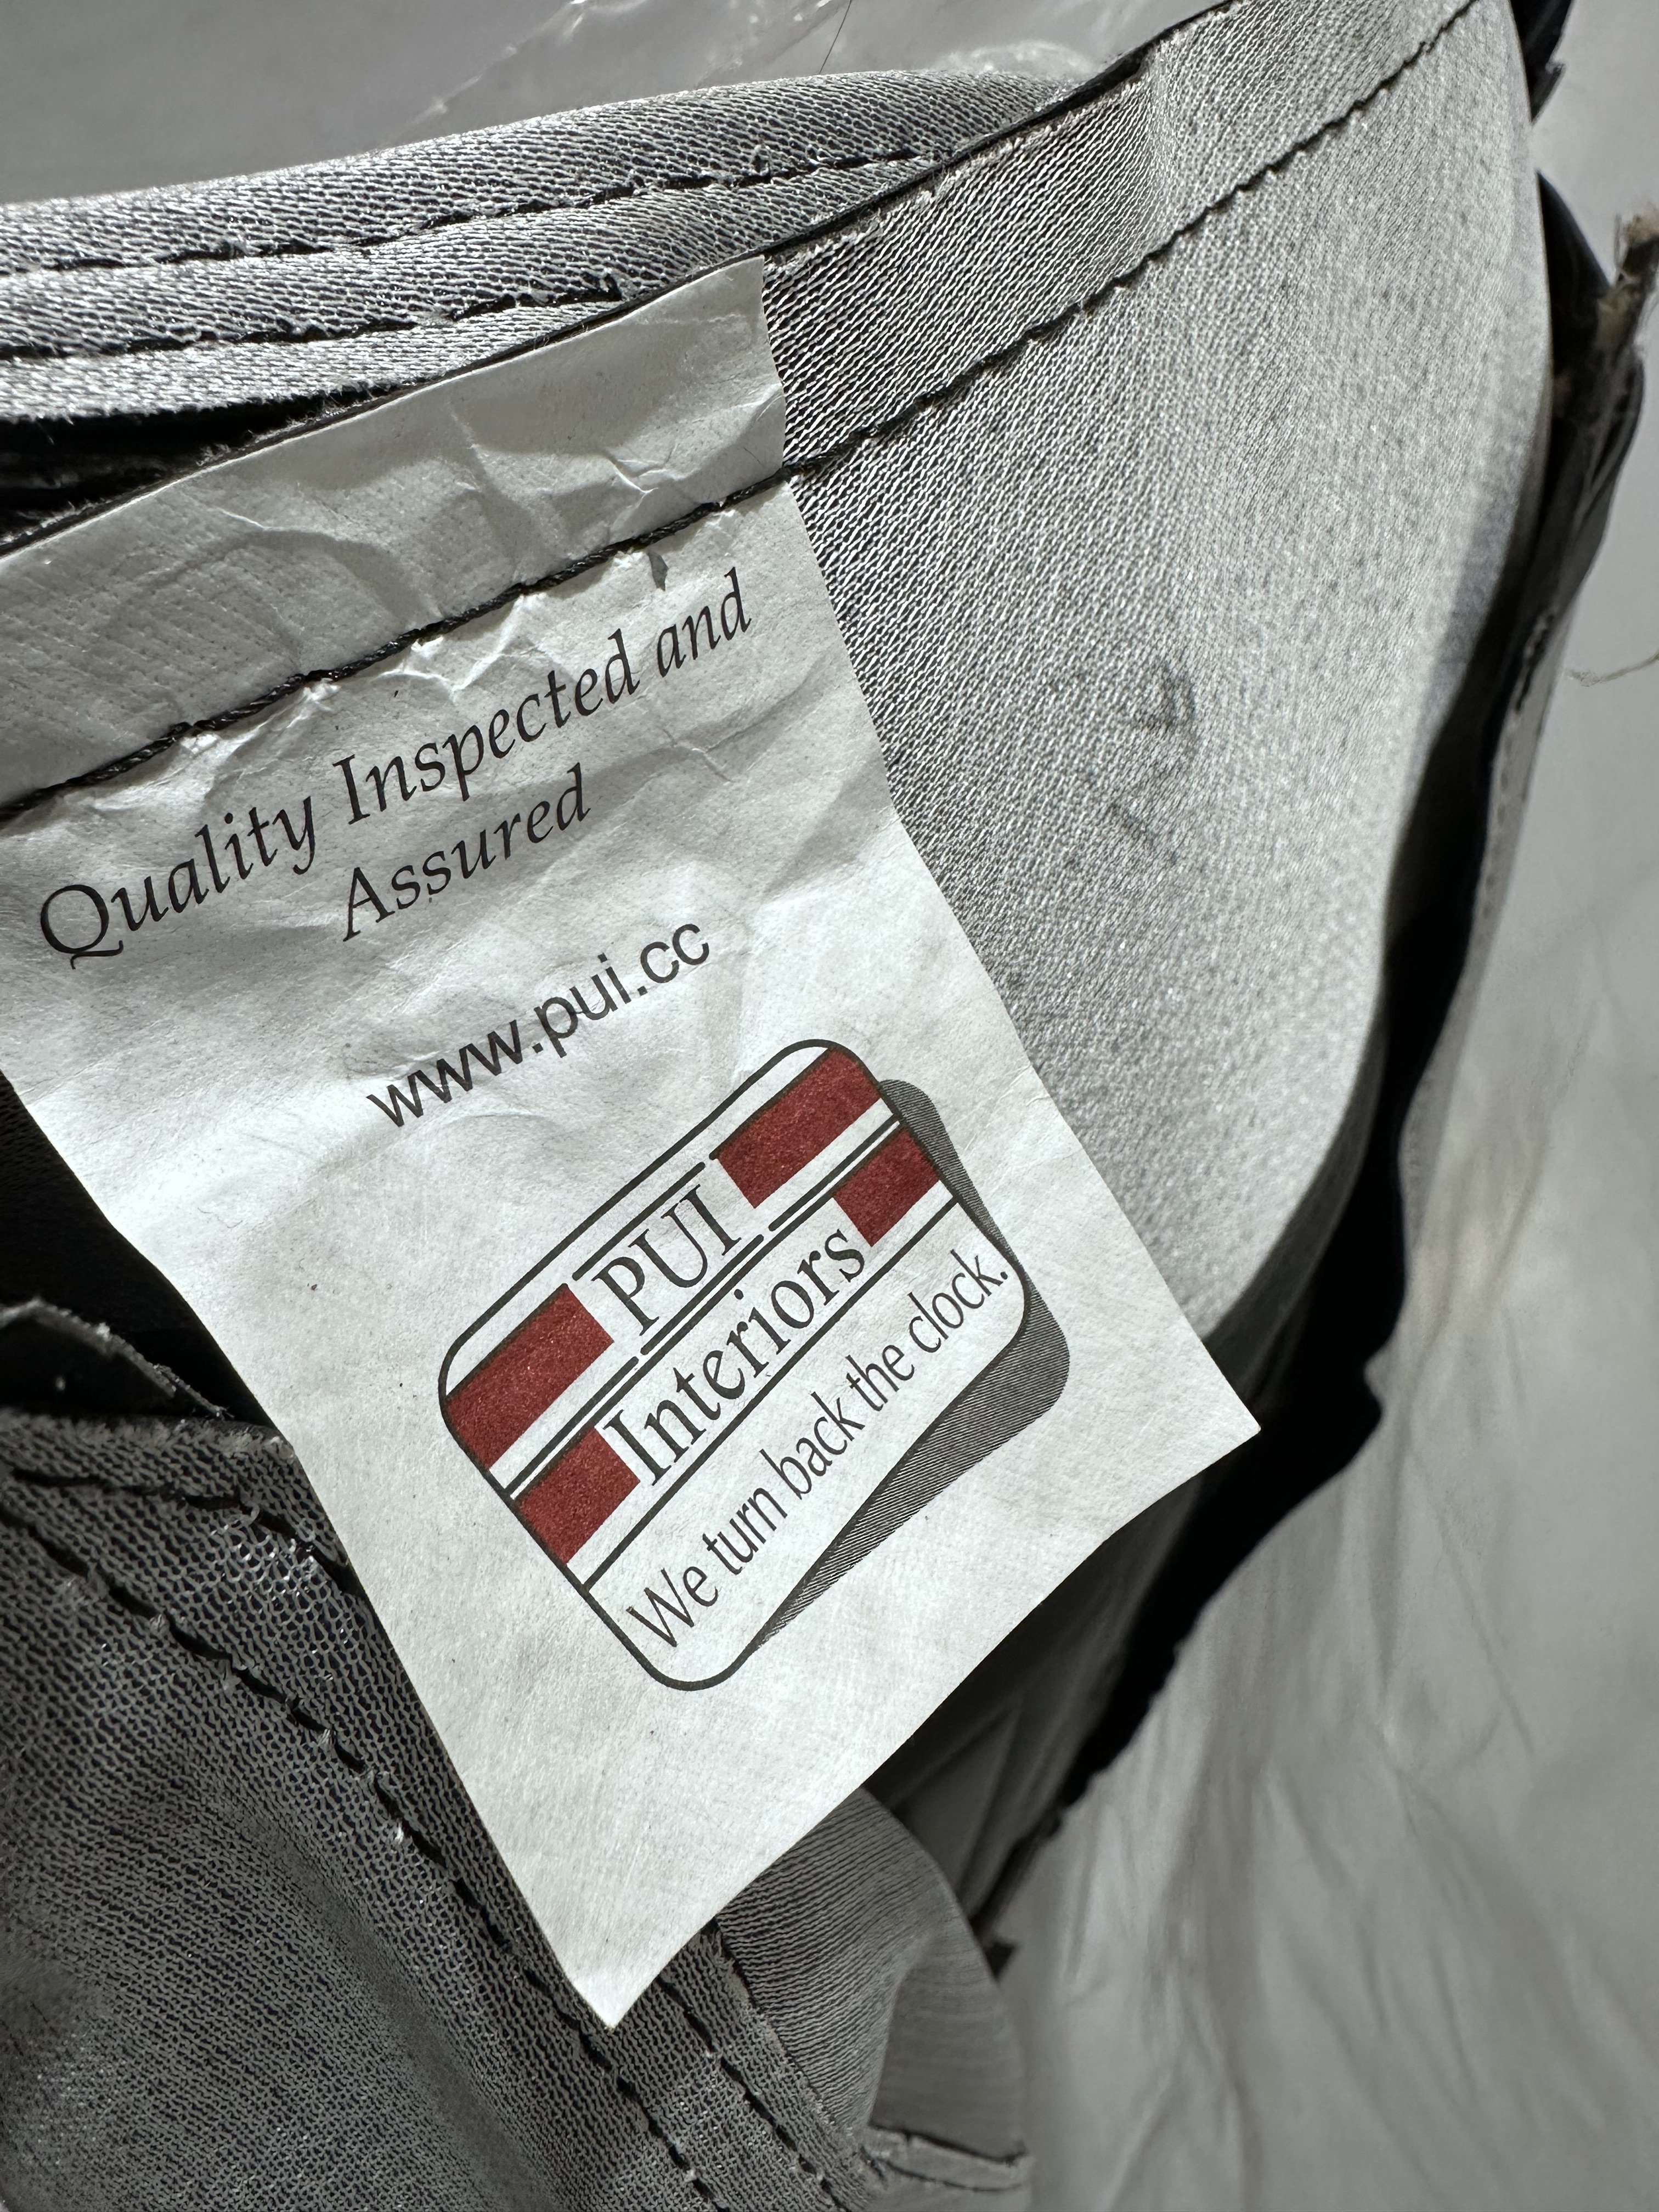 Quality Inspected and
Assured
www.pui.cc
PUI
Interiors
We turn back the clock.